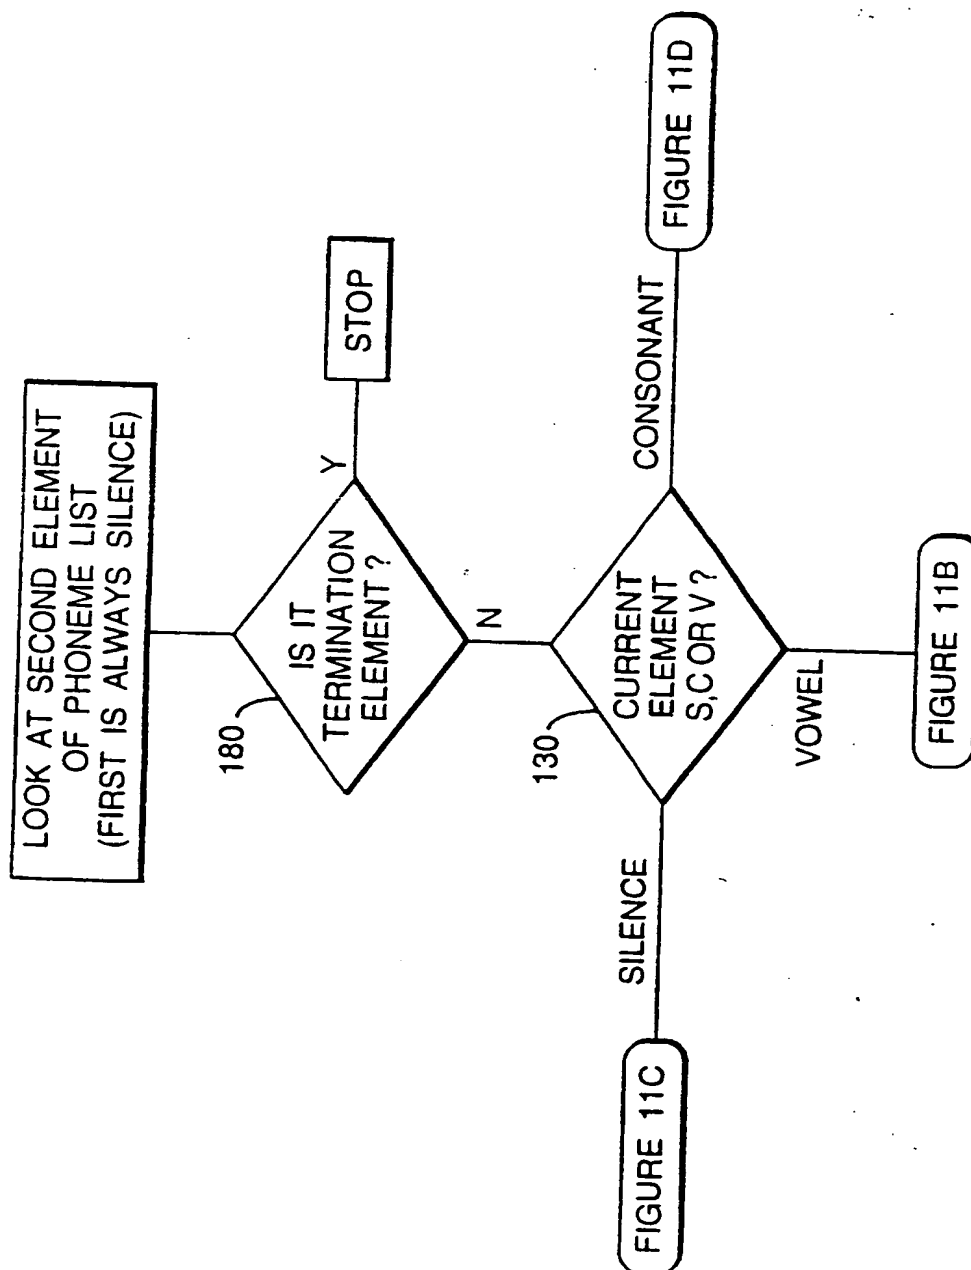 LOOK AT SECOND ELEMENT
OF PHONEME LIST
(FIRST IS ALWAYS SILENCE)
180
IS IT
TERMINATION
ELEMENT ?
Y
STOP
N
130
CURRENT
ELEMENT
S,C OR V ?
SILENCE
CONSONANT
FIGURE 11C
FIGURE 11D
VOWEL
FIGURE 11B